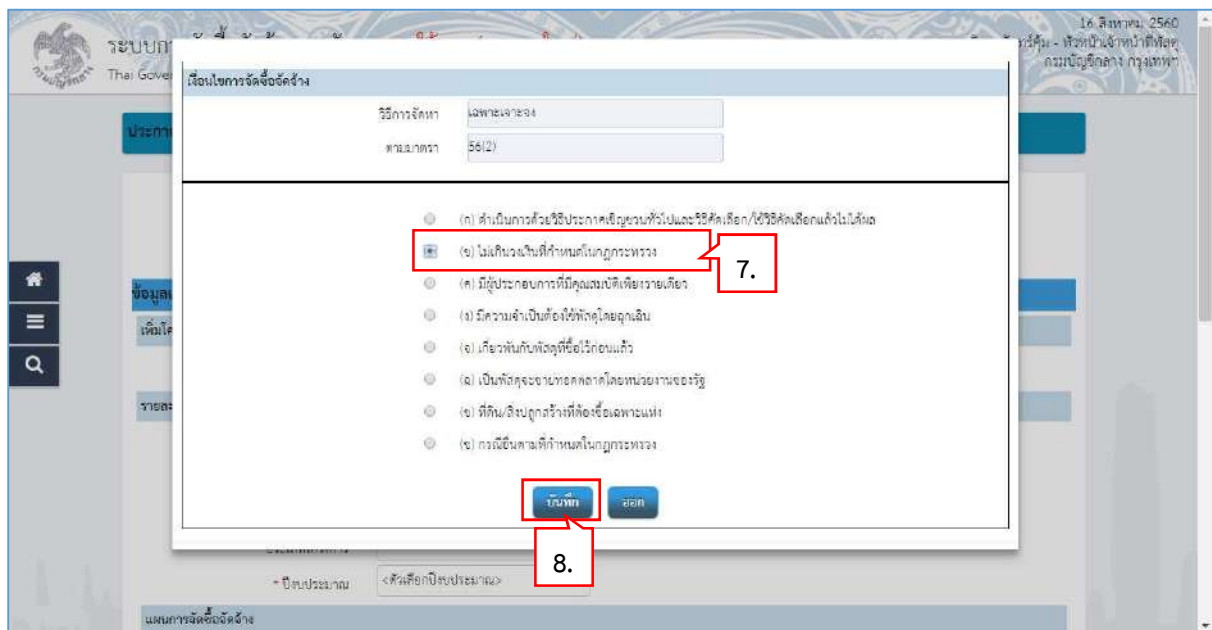 16 สิงหาคม 2560
ระบบก
หัวหน้าเจ้าหน้าที่พัสดุ
Thai Gover
กรมบัญชีกลาง กรุงเทพฯ
เงื่อนไขการจัดซื้อจัดจ้าง
วิธีการจัดหา
เฉพาะเจาะจง
ตามมาตรา
56(2)
(ก) ดำเนินการด้วยวิธีประกาศเชิญชวนทั่วไปและวิธีคัดเลือก/ใช้วิธีคัดเลือกแล้วไม่ได้ผล
(ข) ไม่เกินวงเงินที่กำหนดในกฎกระทรวง
7.
(ค) มีผู้ประกอบการที่มีคุณสมบัติเพียงรายเดียว
(ง) มีความจำเป็นต้องใช้พัสดุโดยฉุกเฉิน
(จ) เกี่ยวพันกับพัสดุที่ซื้อไว้ก่อนแล้ว
(ฉ) เป็นพัสดุจะขายทอดตลาดโดยหน่วยงานของรัฐ
(ช) ที่ดิน/สิ่งปลูกสร้างที่ต้องซื้อเฉพาะแห่ง
(ซ) กรณีอื่นตามที่กำหนดในกฎกระทรวง
บันทึก
ออก
8.
* ปีงบประมาณ
<ตัวเลือกปีงบประมาณ>
แผนการจัดซื้อจัดจ้าง